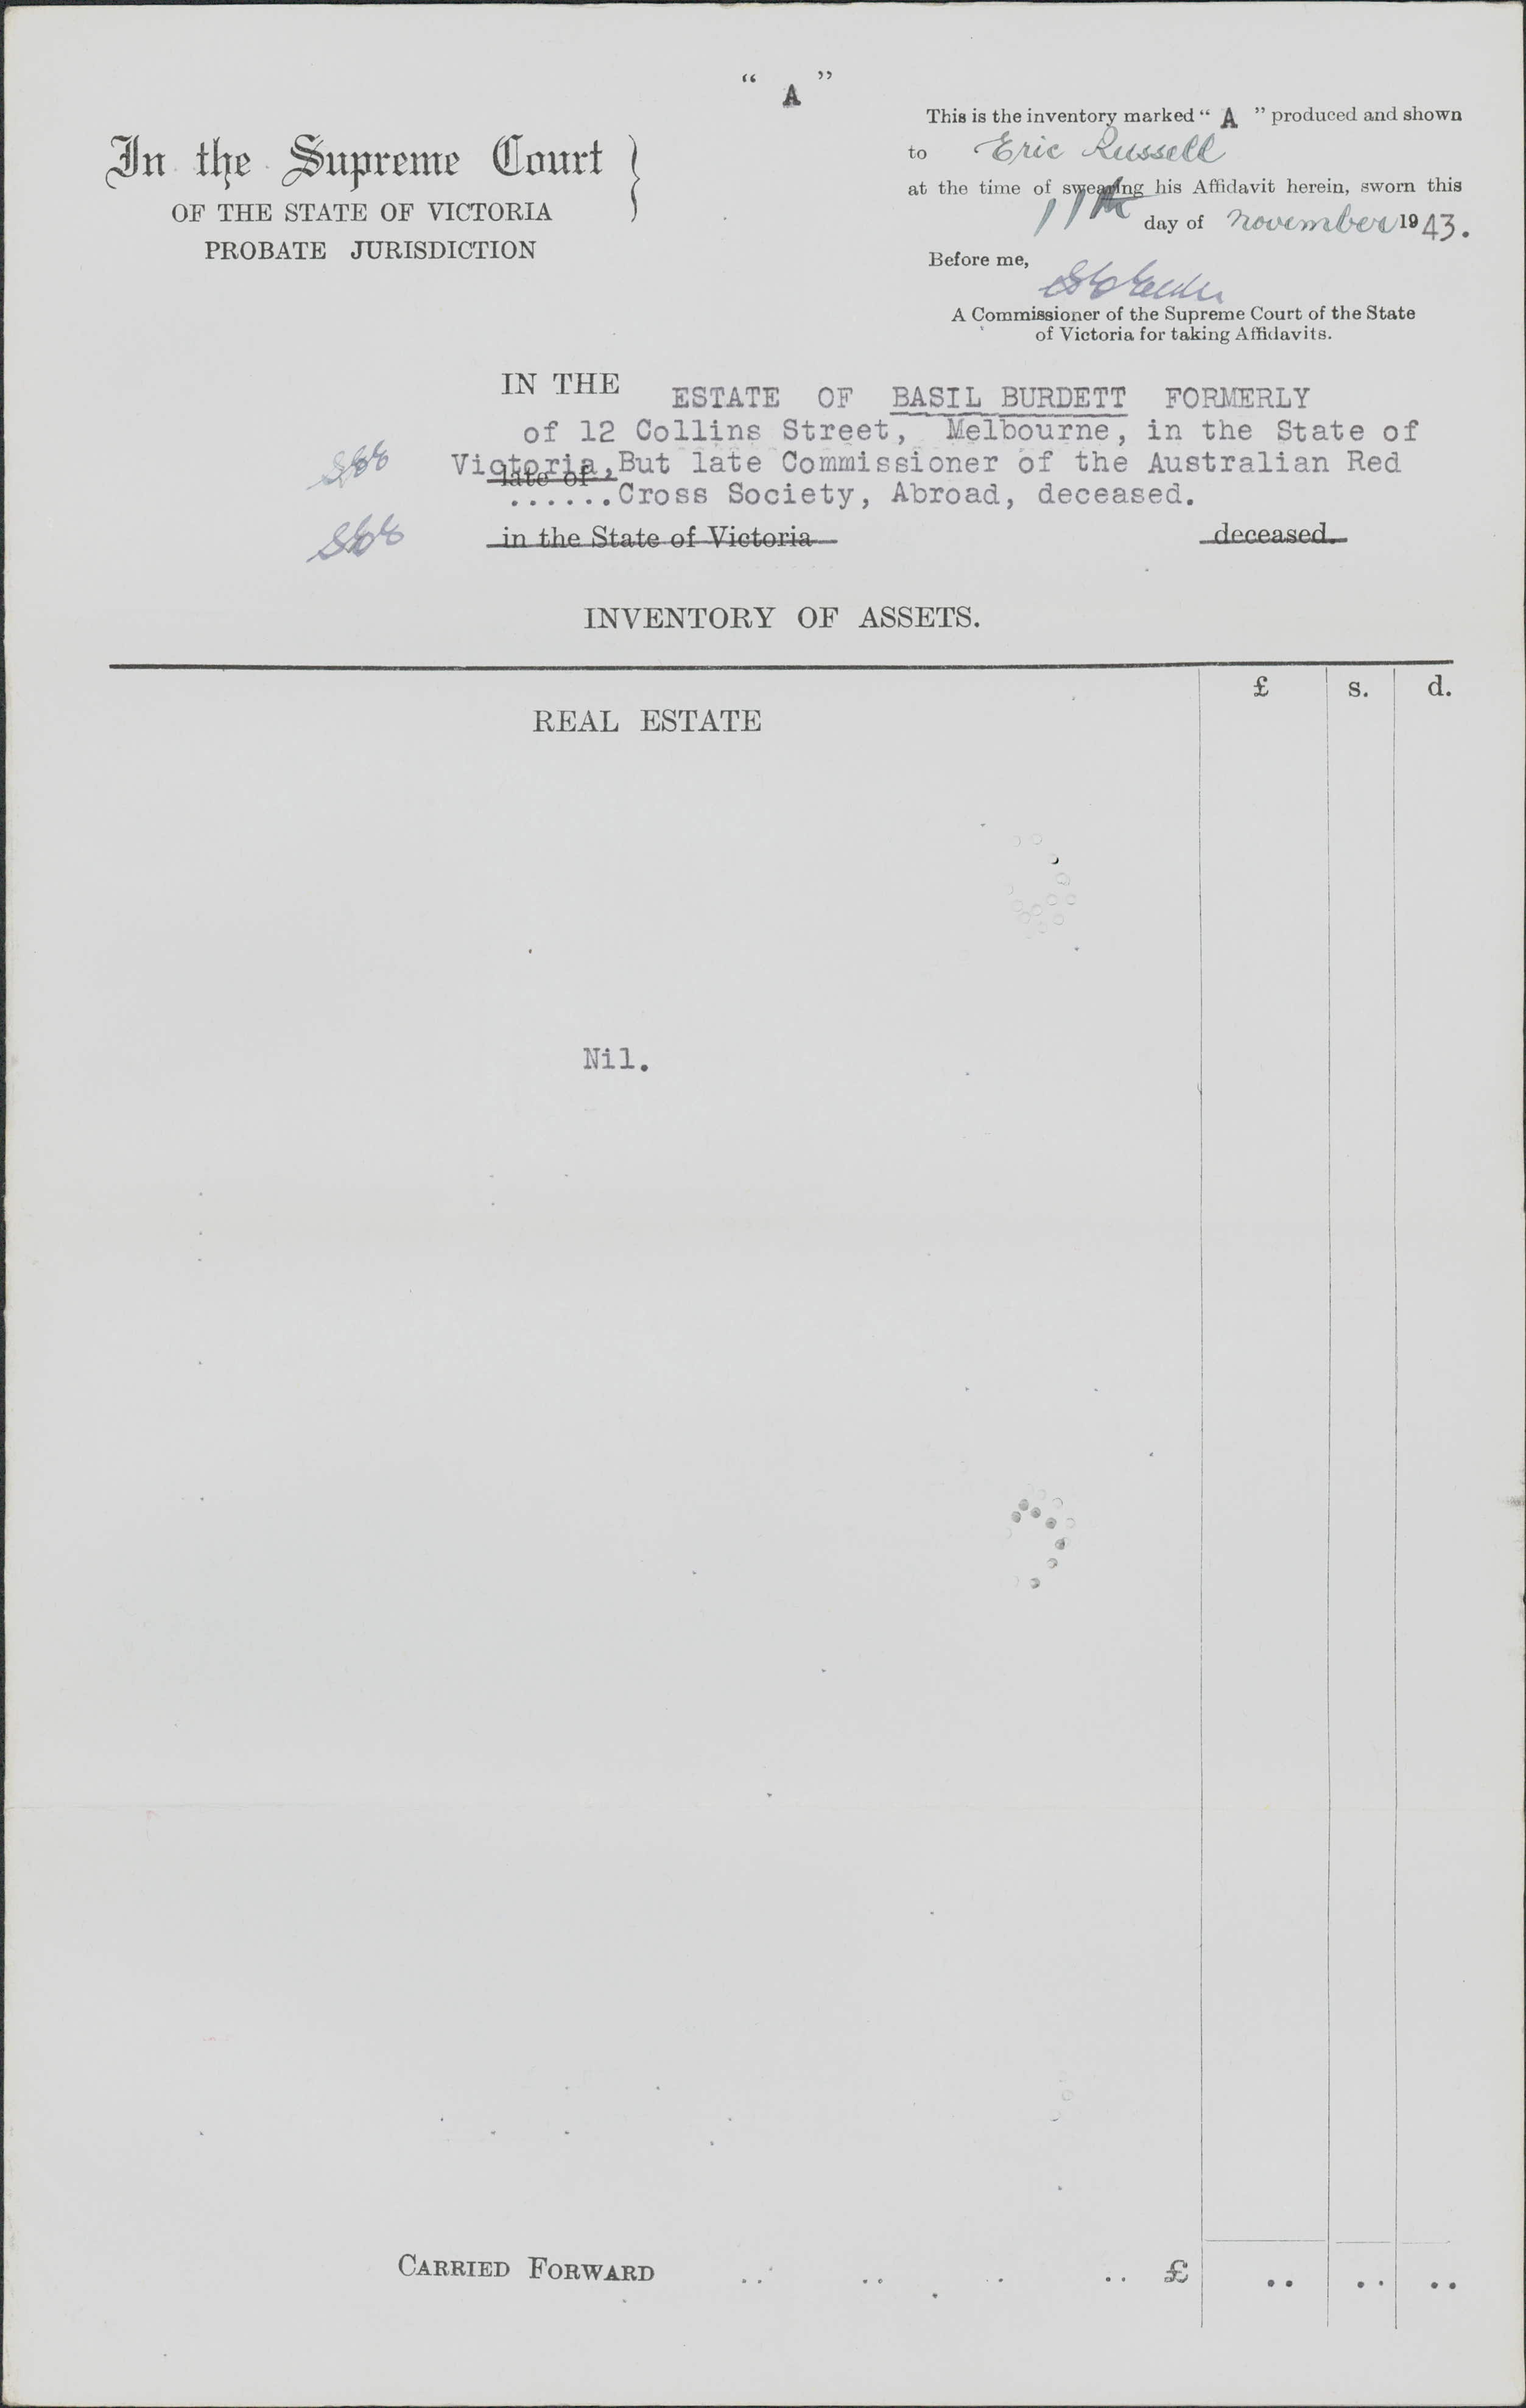 " A "
This is the inventory marked " A " produced and shown
to Eric Russell
at the time of swearing his Affidavit herein, sworn this
11th day of November 1943.
Before me,
A Commissioner of the Supreme Court of the State
of Victoria for taking Affidavits.
In the Supreme Court
OF THE STATE OF VICTORIA
PROBATE JURISDICTION
IN THE ESTATE OF BASIL BURDETT FORMERLY
of 12 Collins Street, Melbourne, in the State of
Victoria, But late Commissioner of the Australian Red
late of
......Cross Society, Abroad, deceased.
in the State of Victoria deceased.
INVENTORY OF ASSETS.
£ s. d.
REAL ESTATE
Nil.
CARRIED FORWARD .. .. .. .. £ .. .. ..